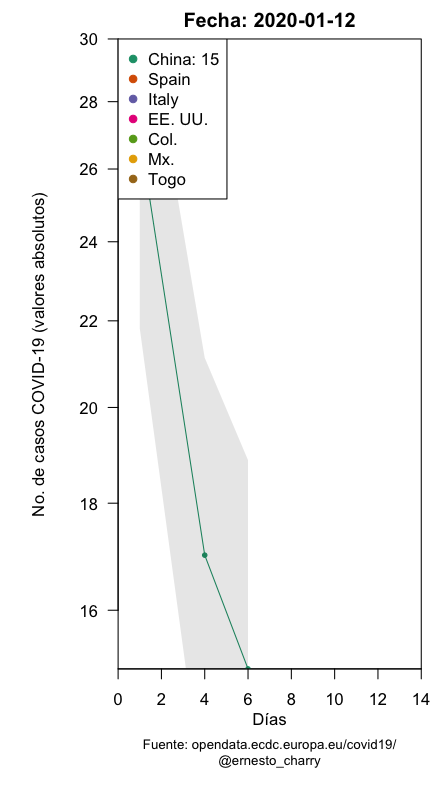 Fecha: 2020-01-12
30
28
26
24
22
20
18
16
No. de casos COVID-19 (valores absolutos)
China: 15
Spain
Italy
EE. UU.
Col.
Mx.
Togo
0 2 4 6 8 10 12 14
Días
Fuente: opendata.ecdc.europa.eu/covid19/
@ernesto_charry